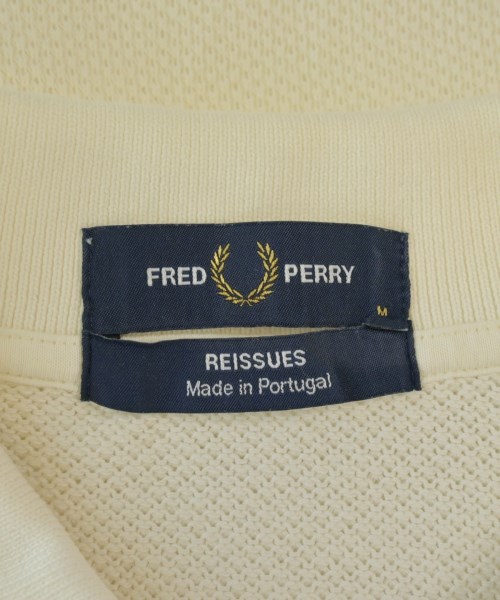 FRED PERRY
M
REISSUES
Made in Portugal